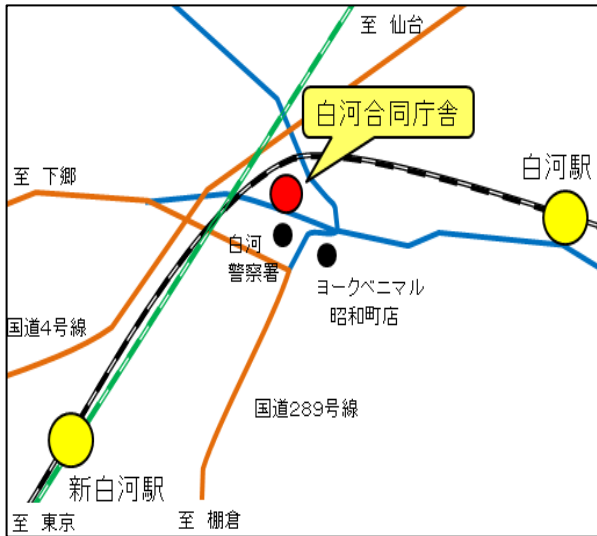 至 仙台
白河合同庁舎
白河駅
至 下郷
白河
警察署
ヨークベニマル
昭和町店
国道4号線
国道289号線
新白河駅
至 東京
至 棚倉